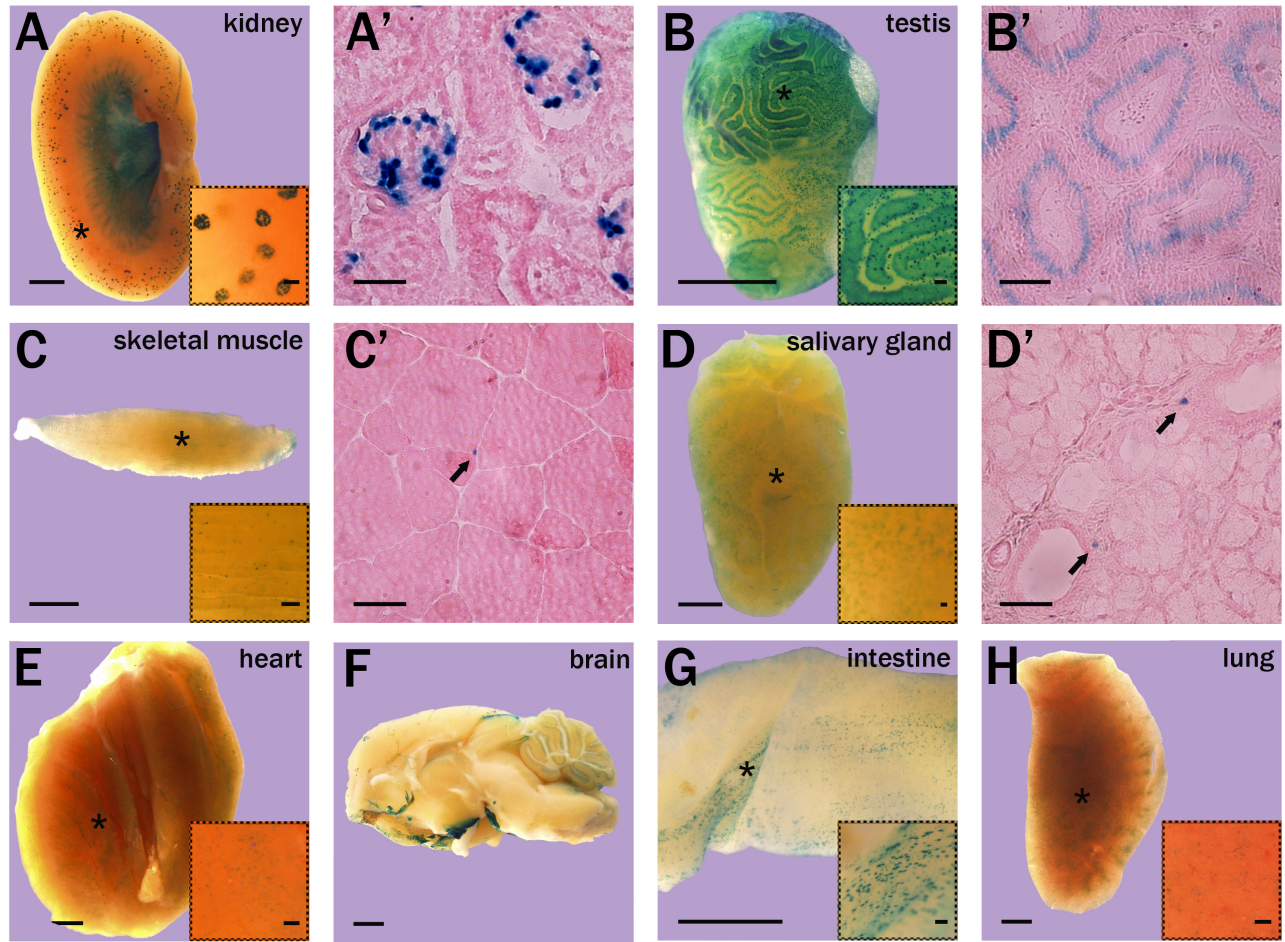 A kidney
A’
B testis
B’
C skeletal muscle
C’
D salivary gland
D’
E heart
F brain
G intestine
H lung